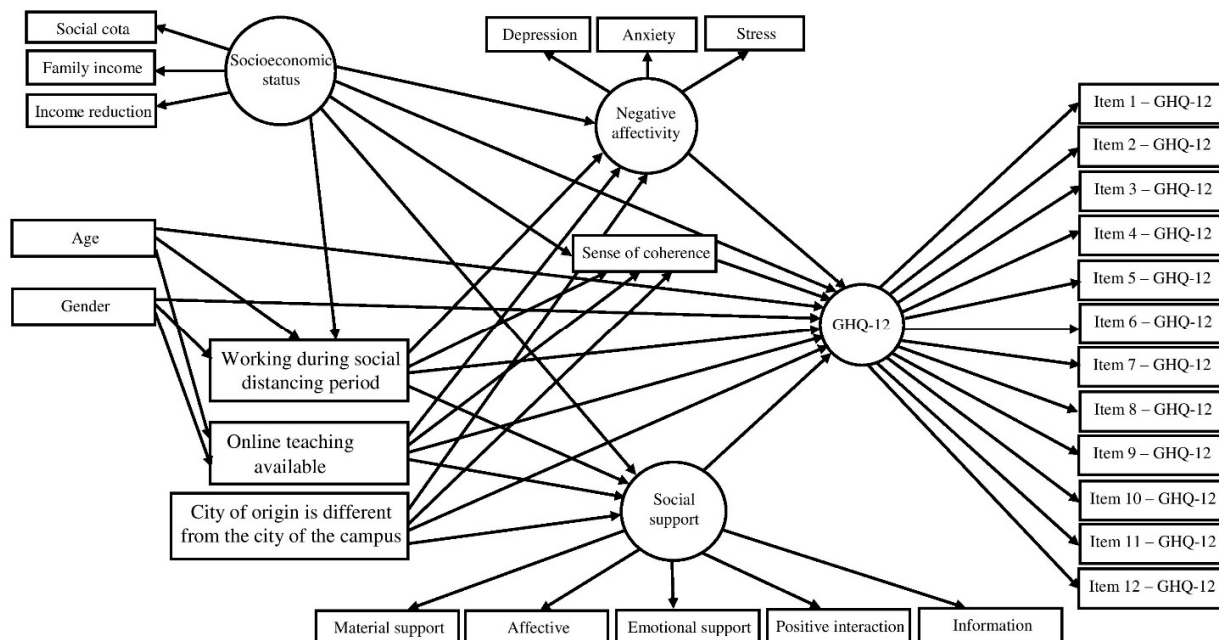 Social cota
Family income
Income reduction
Socioeconomic
status
Depression
Anxiety
Stress
Negative
affectivity
Age
Gender
Sense of coherence
Working during social
distancing period
Online teaching
available
City of origin is different
from the city of the campus
Social
support
GHQ-12
Item 1 – GHQ-12
Item 2 – GHQ-12
Item 3 – GHQ-12
Item 4 – GHQ-12
Item 5 – GHQ-12
Item 6 – GHQ-12
Item 7 – GHQ-12
Item 8 – GHQ-12
Item 9 – GHQ-12
Item 10 – GHQ-12
Item 11 – GHQ-12
Item 12 – GHQ-12
Material support
Affective
Emotional support
Positive interaction
Information